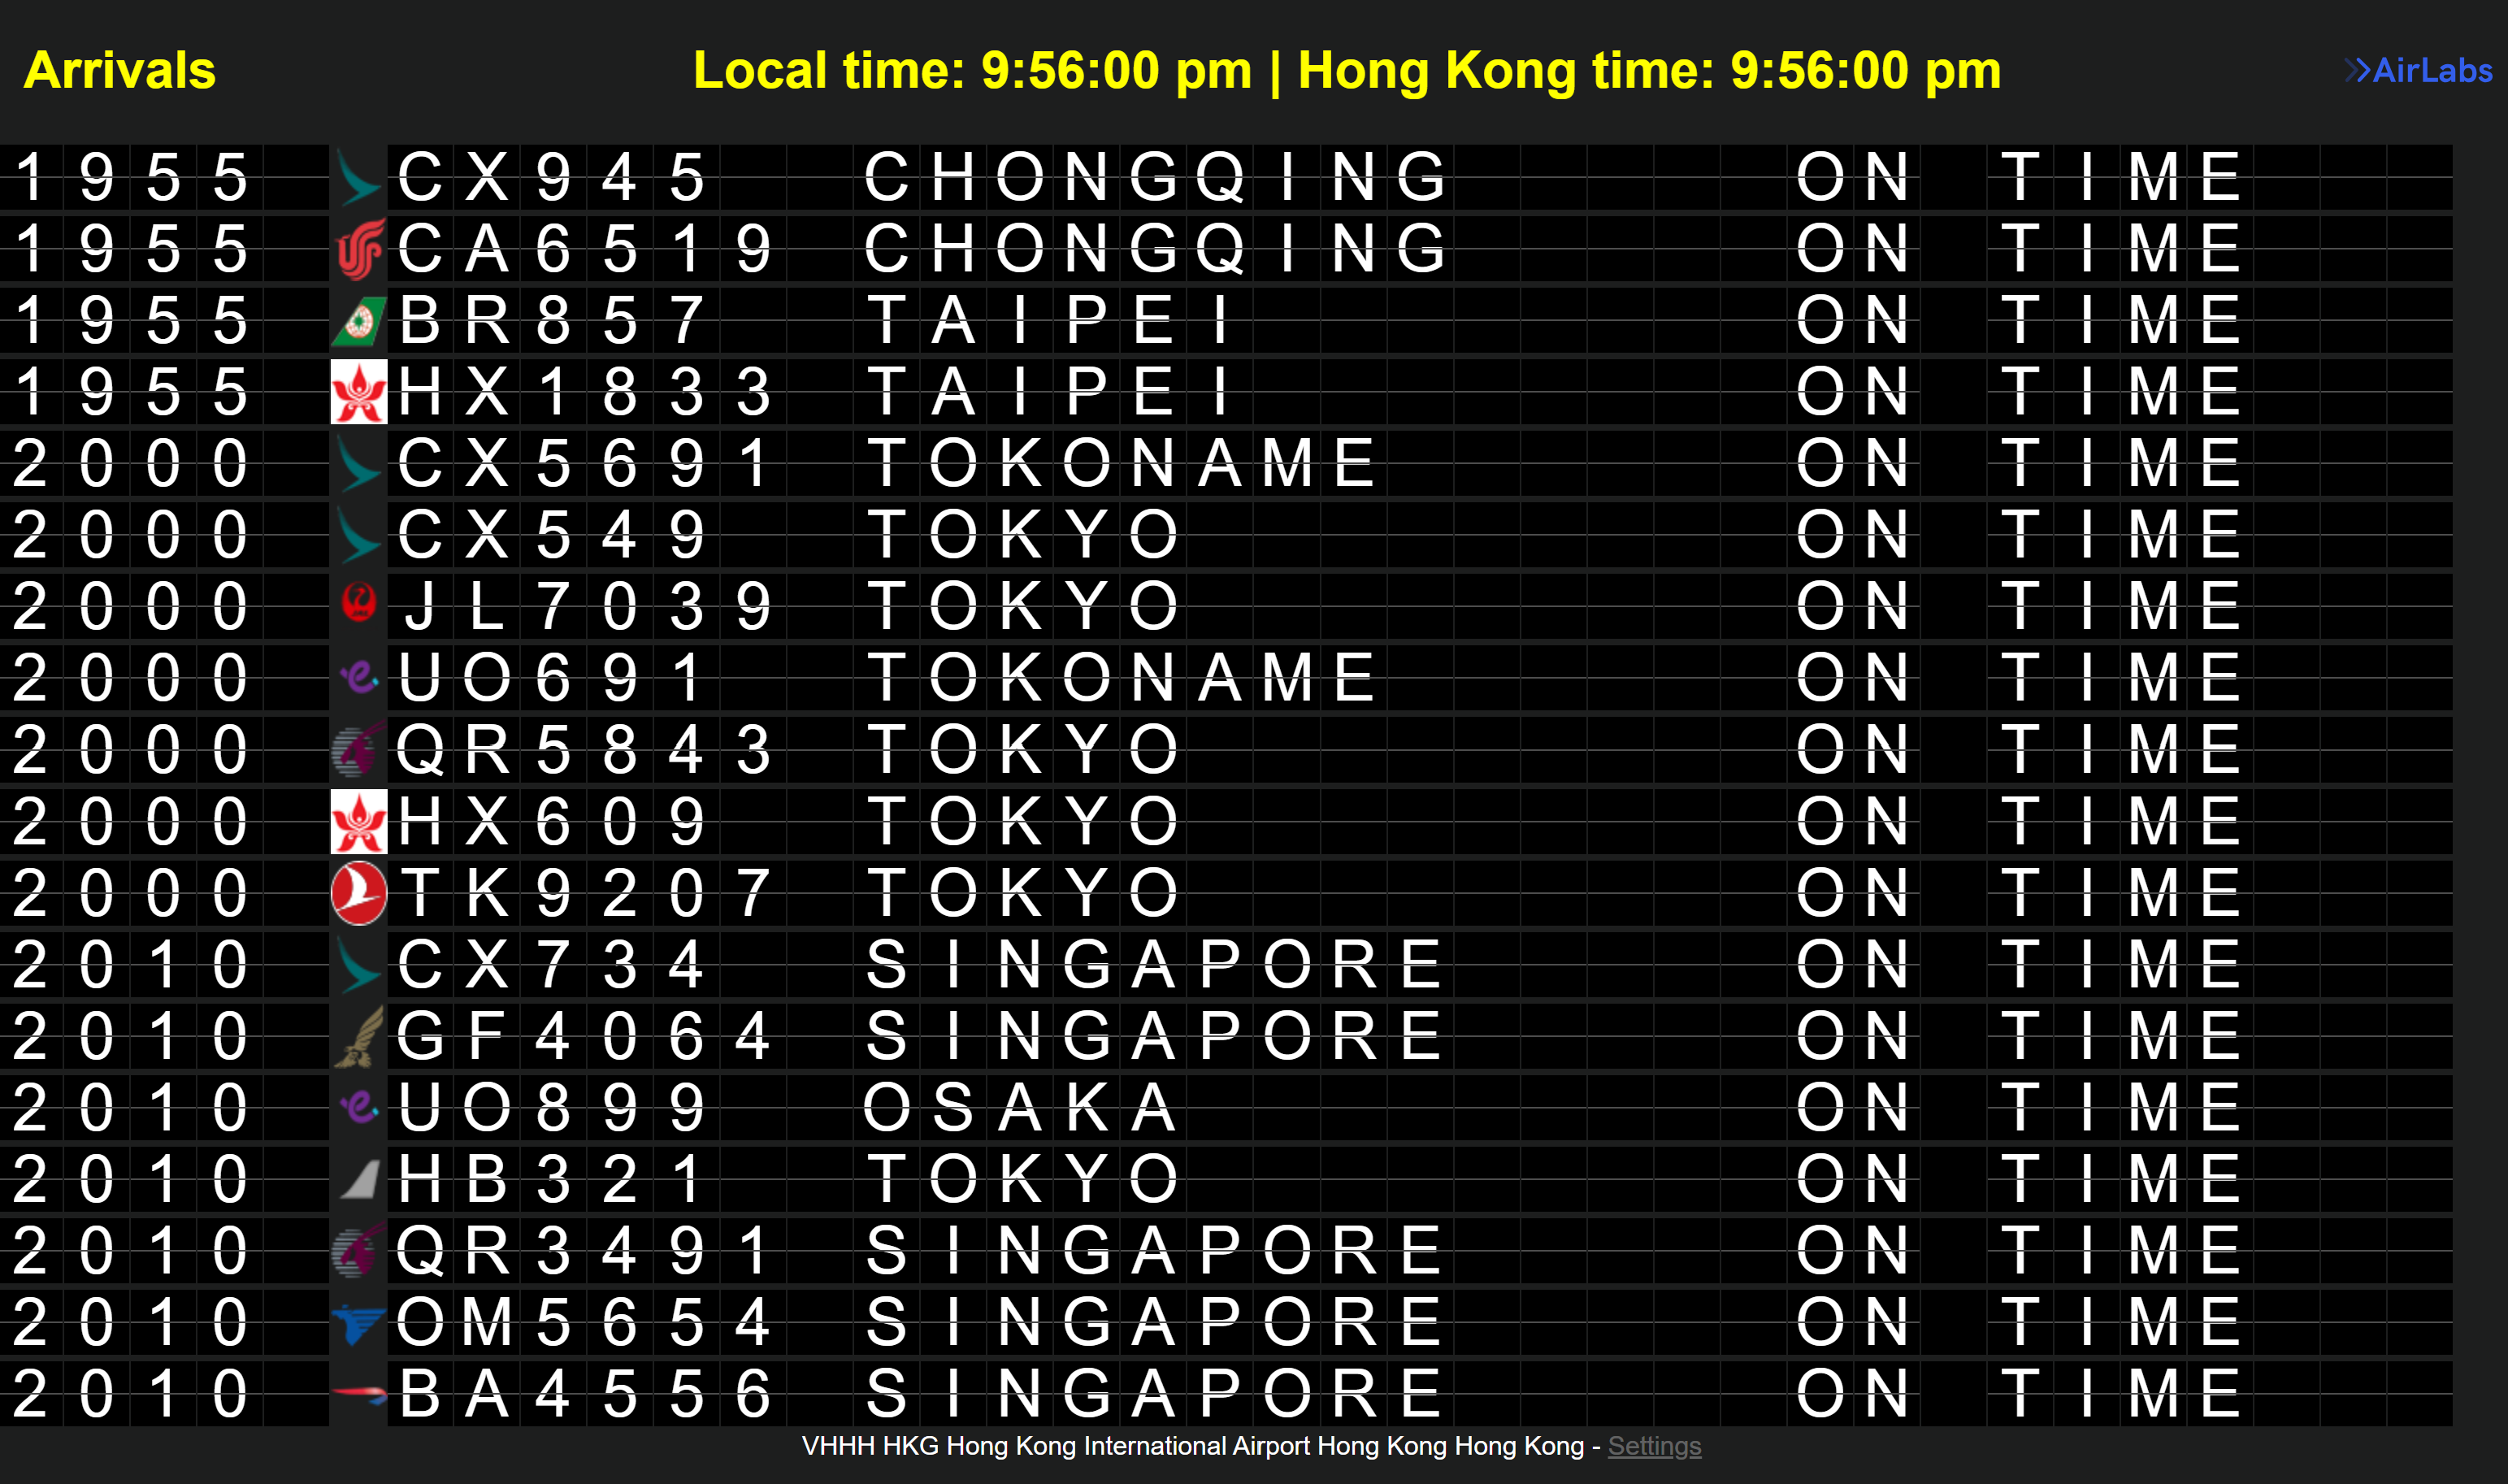 Arrivals
Local time: 9:56:00 pm | Hong Kong time: 9:56:00 pm
AirLabs
1955 CX945 CHONGQING ON TIME
1955 CA6519 CHONGQING ON TIME
1955 BR857 TAIPEI ON TIME
1955 HX1833 TAIPEI ON TIME
2000 CX5691 TOKONAME ON TIME
2000 CX549 TOKYO ON TIME
2000 JL7039 TOKYO ON TIME
2000 UO691 TOKONAME ON TIME
2000 QR5843 TOKYO ON TIME
2000 HX609 TOKYO ON TIME
2000 TK9207 TOKYO ON TIME
2010 CX734 SINGAPORE ON TIME
2010 GF4064 SINGAPORE ON TIME
2010 UO899 OSAKA ON TIME
2010 HB321 TOKYO ON TIME
2010 QR3491 SINGAPORE ON TIME
2010 OM5654 SINGAPORE ON TIME
2010 BA4556 SINGAPORE ON TIME
VHHH HKG Hong Kong International Airport Hong Kong Hong Kong - Settings